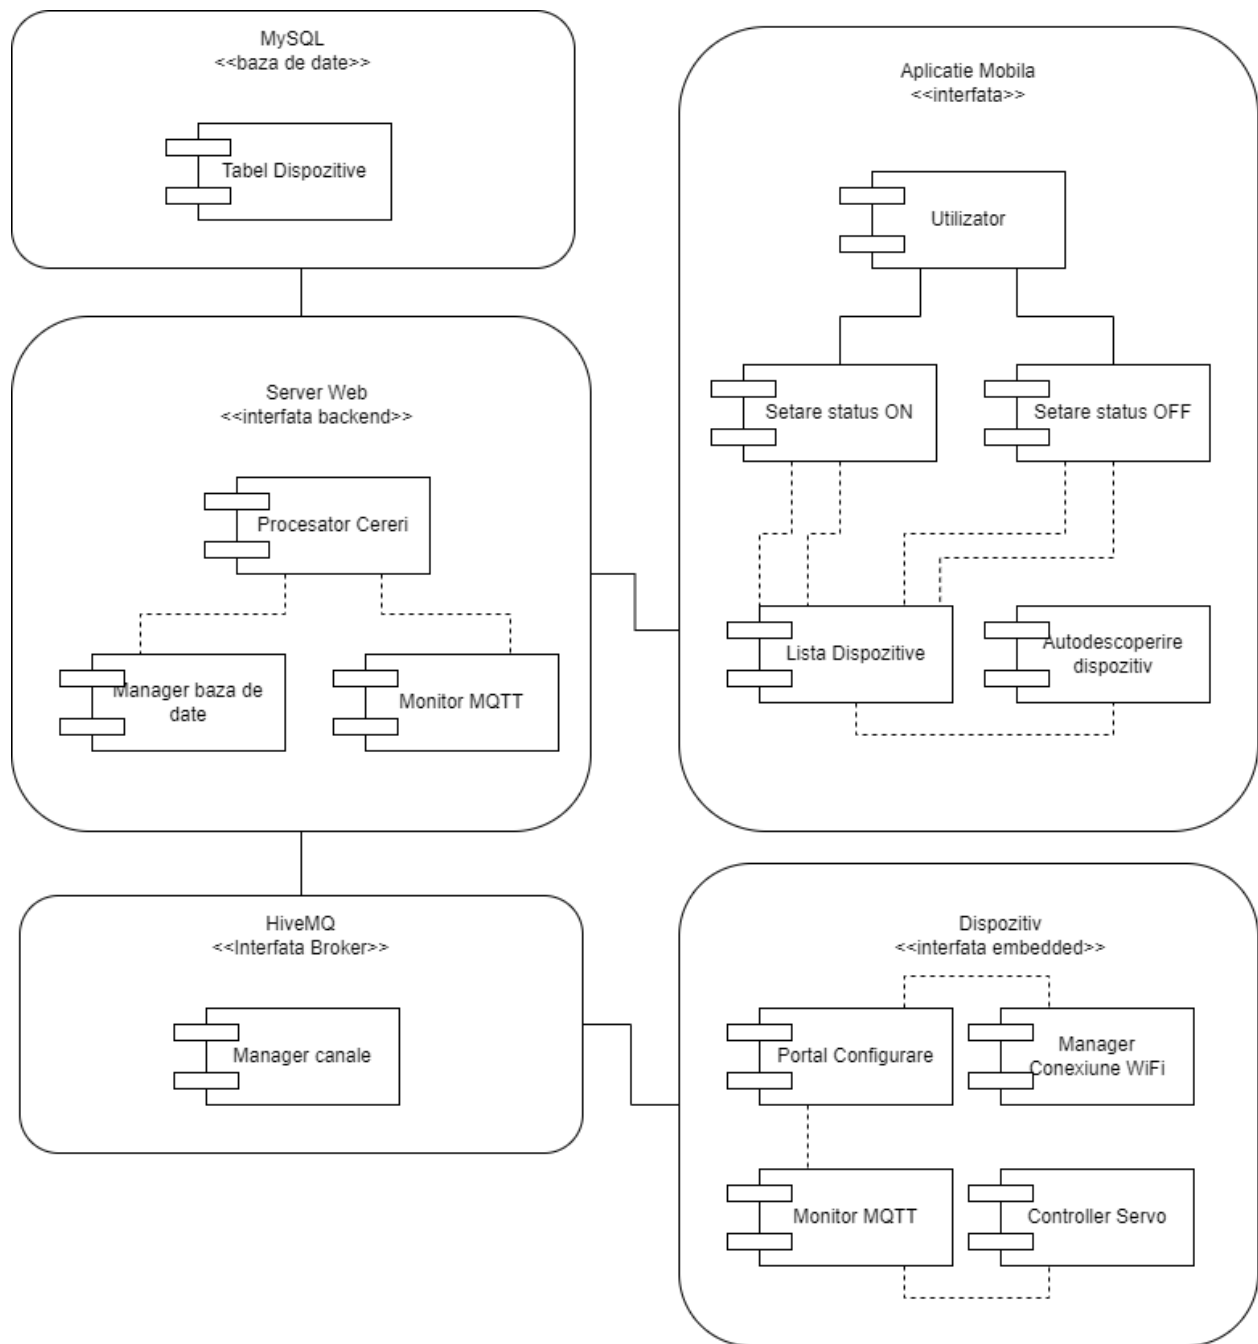 MySQL
<<baza de date>>
Tabel Dispozitive
Aplicatie Mobila
<<interfata>>
Utilizator
Setare status ON
Setare status OFF
Lista Dispozitive
Autodescoperire
dispozitiv
Server Web
<<interfata backend>>
Procesator Cereri
Manager baza de
date
Monitor MQTT
HiveMQ
<<Interfata Broker>>
Manager canale
Dispozitiv
<<interfata embedded>>
Portal Configurare
Manager
Conexiune WiFi
Monitor MQTT
Controller Servo